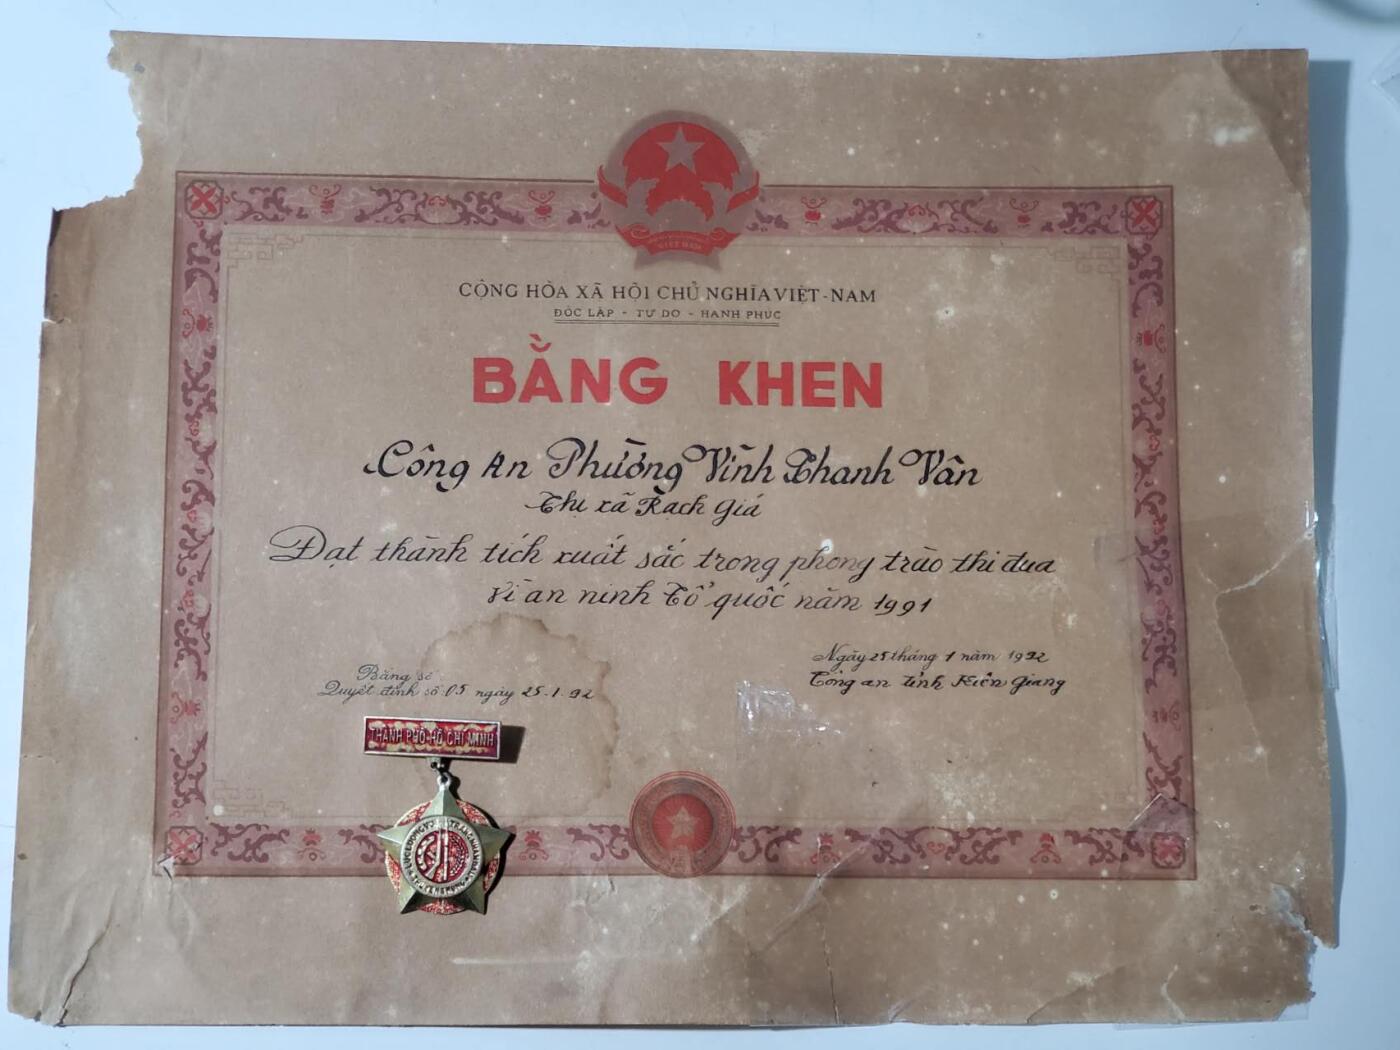 VIỆT NAM
CỘNG HÒA XÃ HỘI CHỦ NGHĨA VIỆT-NAM
ĐỘC LẬP - TỰ DO - HẠNH PHÚC
BẰNG KHEN
Công An Phường Vĩnh Thanh Vân
Thị xã Rạch Giá
Đạt thành tích xuất sắc trong phong trào thi đua
Vì an ninh Tổ quốc năm 1991
Ngày 25 tháng 1 năm 1992
Công an tỉnh Kiên Giang
Bằng số
Quyết định số 05 ngày 25.1.92
THÀNH PHỐ HỒ CHÍ MINH